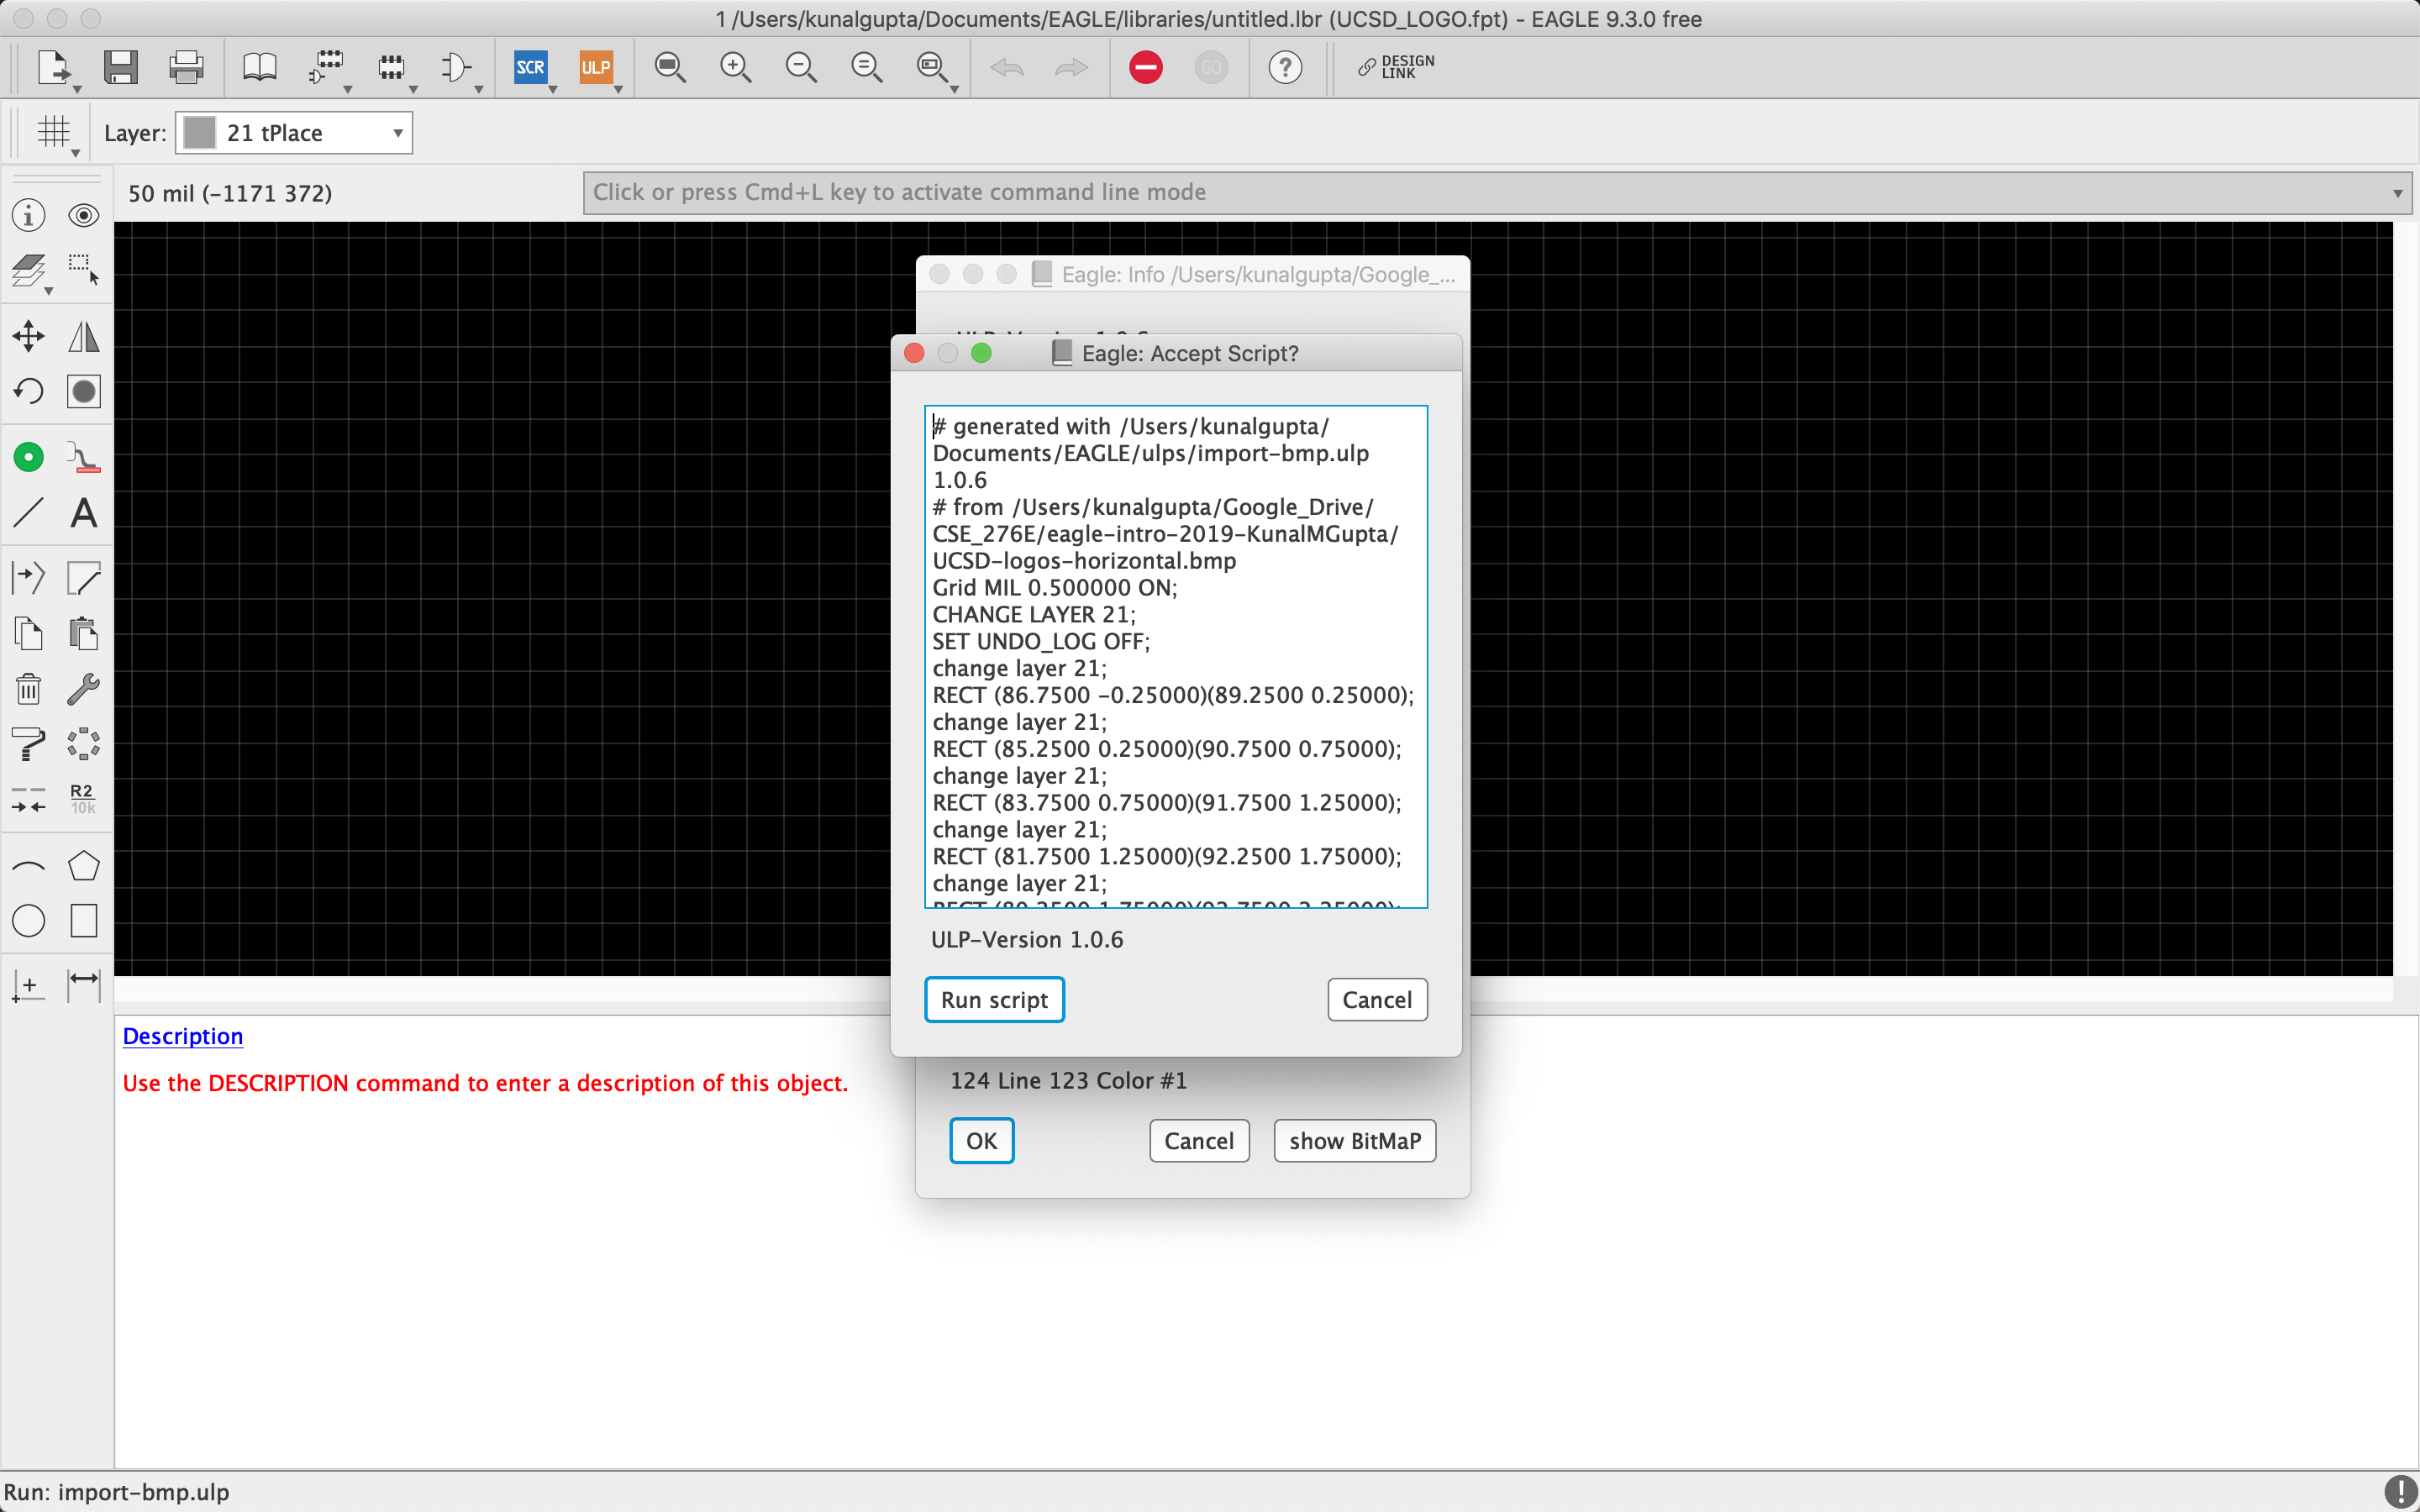 1 /Users/kunalgupta/Documents/EAGLE/libraries/untitled.lbr (UCSD_LOGO.fpt) - EAGLE 9.3.0 free
SCR
ULP
GO
?
DESIGN
LINK
Layer:
21 tPlace
50 mil (-1171 372)
Click or press Cmd+L key to activate command line mode
Eagle: Info /Users/kunalgupta/Google_...
Eagle: Accept Script?
# generated with /Users/kunalgupta/
Documents/EAGLE/ulps/import-bmp.ulp
1.0.6
# from /Users/kunalgupta/Google_Drive/
CSE_276E/eagle-intro-2019-KunalMGupta/
UCSD-logos-horizontal.bmp
Grid MIL 0.500000 ON;
CHANGE LAYER 21;
SET UNDO_LOG OFF;
change layer 21;
RECT (86.7500 -0.25000)(89.2500 0.25000);
change layer 21;
RECT (85.2500 0.25000)(90.7500 0.75000);
change layer 21;
RECT (83.7500 0.75000)(91.7500 1.25000);
change layer 21;
RECT (81.7500 1.25000)(92.2500 1.75000);
change layer 21;
ULP-Version 1.0.6
Run script
Cancel
124 Line 123 Color #1
OK
Cancel
show BitMaP
A
R2
10k
Description
Use the DESCRIPTION command to enter a description of this object.
Run: import-bmp.ulp